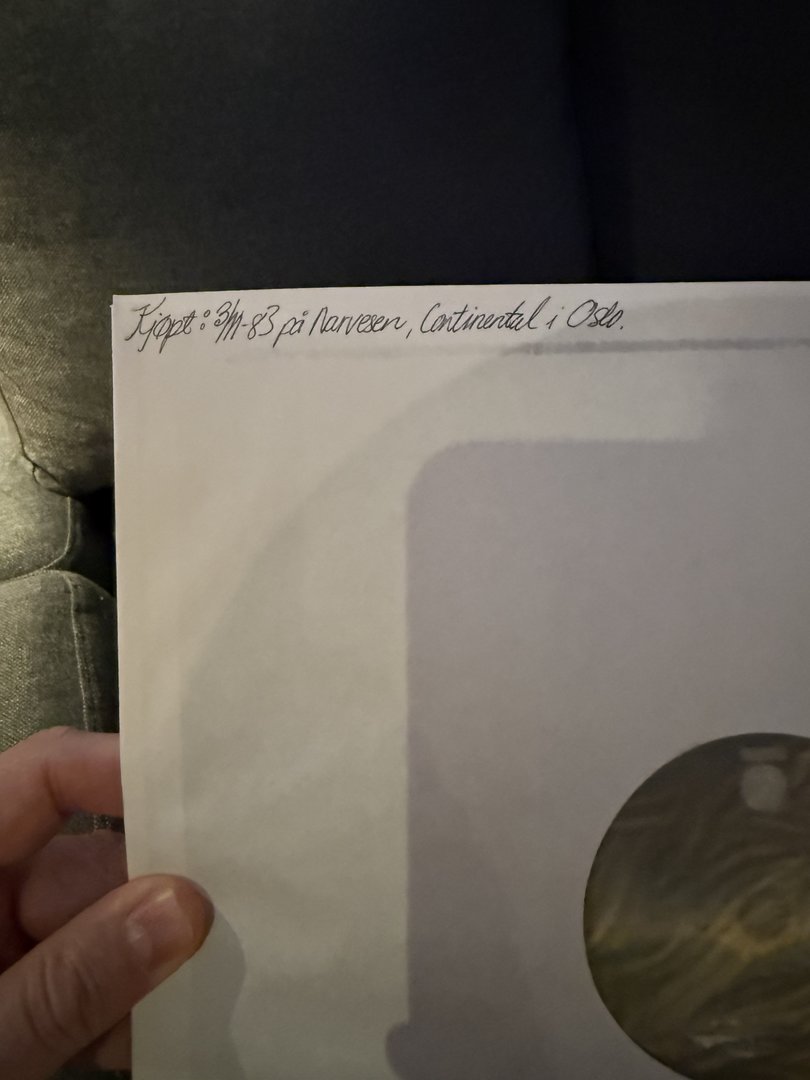 Kjøpt: 3/11-83 på Narvesen, Continental i Oslo.